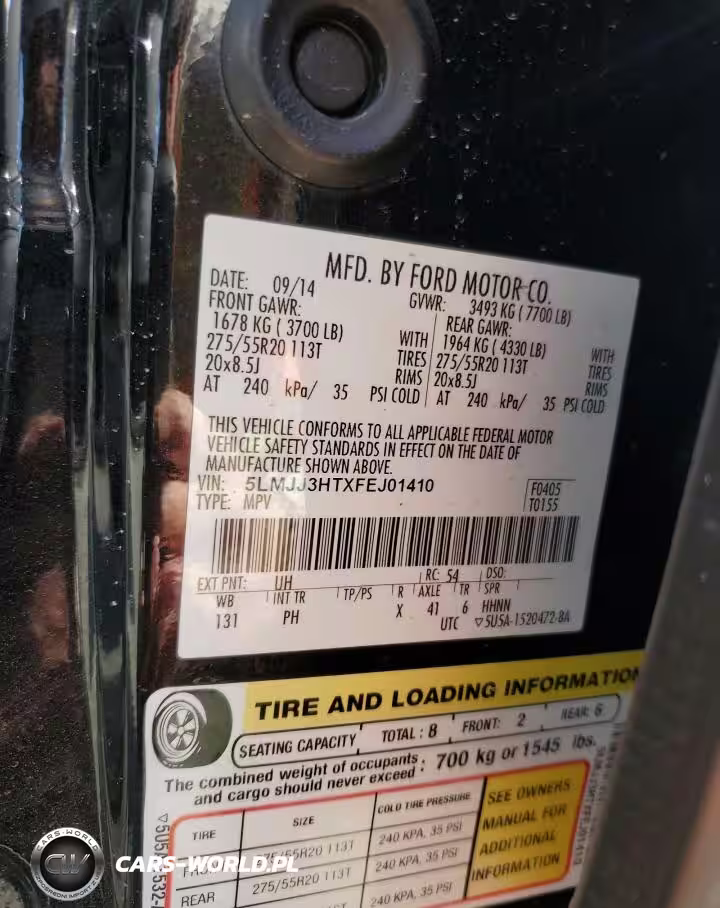 MFD. BY FORD MOTOR CO.
DATE: 09/14 GVWR: 3493 KG ( 7700 LB)
FRONT GAWR: REAR GAWR:
1678 KG ( 3700 LB) WITH 1964 KG ( 4330 LB) WITH
275/55R20 113T TIRES 275/55R20 113T TIRES
20x8.5J RIMS 20x8.5J RIMS
AT 240 kPa/ 35 PSI COLD AT 240 kPa/ 35 PSI COLD
THIS VEHICLE CONFORMS TO ALL APPLICABLE FEDERAL MOTOR
VEHICLE SAFETY STANDARDS IN EFFECT ON THE DATE OF
MANUFACTURE SHOWN ABOVE.
VIN: 5LMJJ3HTXFEJ01410 F0405
TYPE: MPV T0155
EXT PNT: UH RC: 54 DSO:
WB INT TR TP/PS R AXLE TR SPR
131 PH X 41 6 HHNN
UTC ▽5U5A-1520472-BA
TIRE AND LOADING INFORMATION
SEATING CAPACITY TOTAL : 8 FRONT: 2 REAR: 6
The combined weight of occupants and cargo should never exceed : 700 kg or 1545 lbs.
TIRE SIZE COLD TIRE PRESSURE
FRONT 275/55R20 113T 240 KPA, 35 PSI
REAR 275/55R20 113T 240 KPA, 35 PSI
240 KPA, 35 PSI
SEE OWNERS
MANUAL FOR
ADDITIONAL
INFORMATION
CARS-WORLD
CW
CARS-WORLD.PL